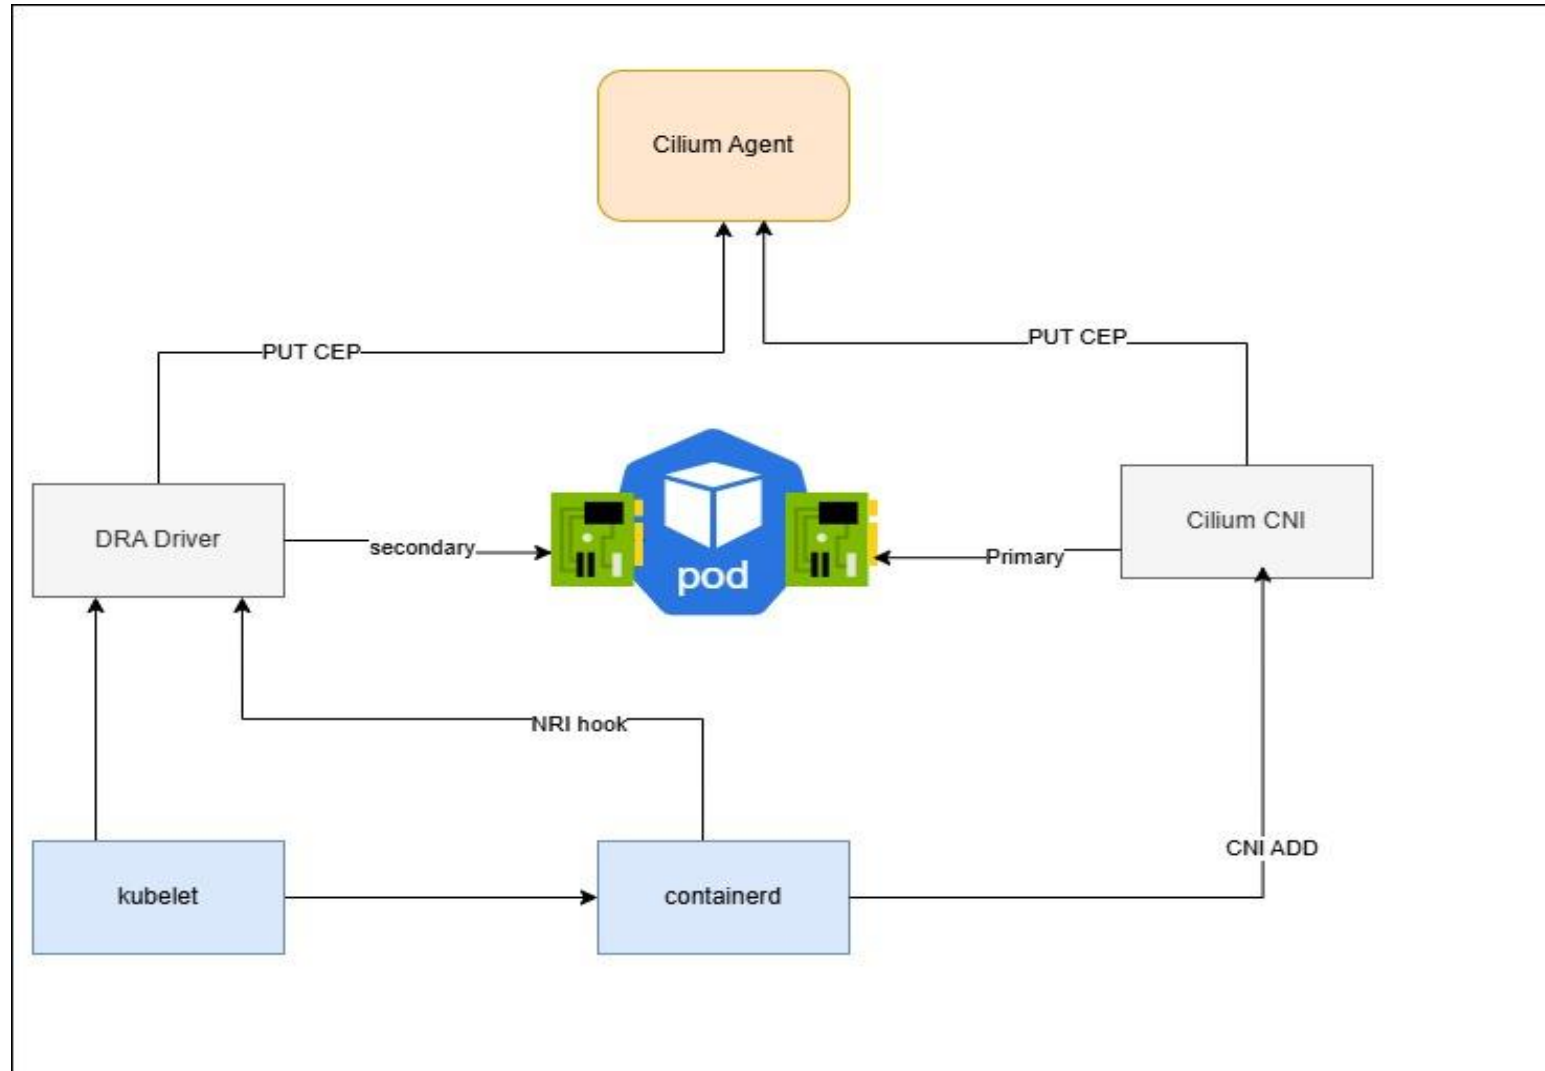 Cilium Agent
PUT CEP
PUT CEP
DRA Driver
secondary
pod
Primary
Cilium CNI
NRI hook
CNI ADD
kubelet
containerd